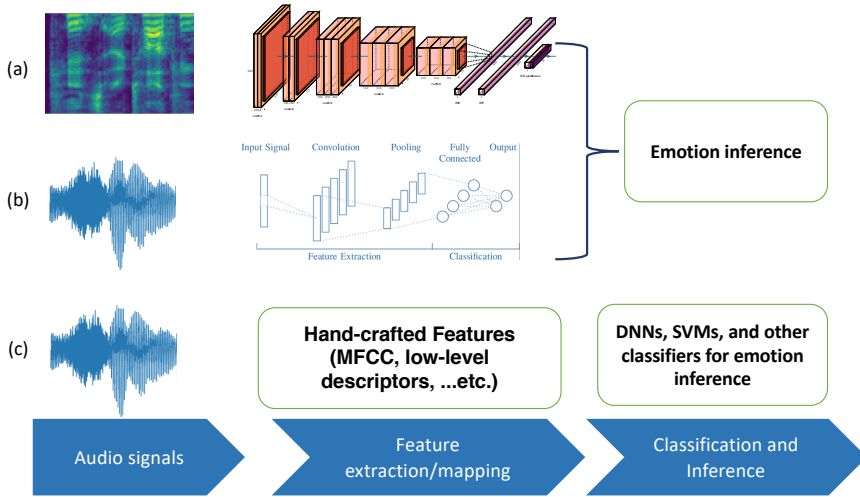 (a)
Emotion inference
(b)
Input Signal Convolution Pooling Fully Connected Output
Feature Extraction Classification
(c)
Hand-crafted Features
(MFCC, low-level
descriptors, ...etc.)
DNNs, SVMs, and other
classifiers for emotion
inference
Audio signals
Feature
extraction/mapping
Classification and
Inference